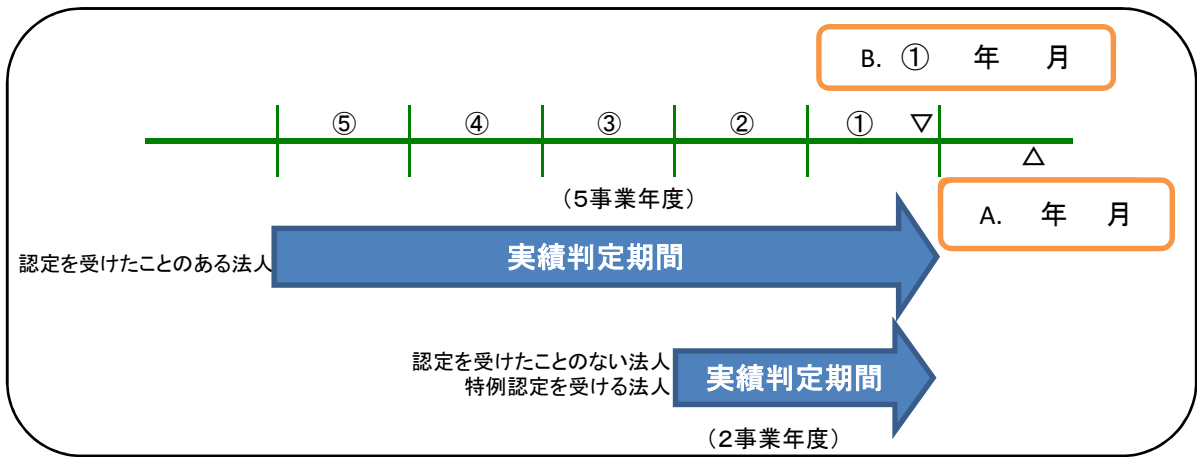 B. ① 年 月
⑤ ④ ③ ② ① ▽
△
(5事業年度)
A. 年 月
認定を受けたことのある法人
実績判定期間
認定を受けたことのない法人
特例認定を受ける法人
実績判定期間
(2事業年度)